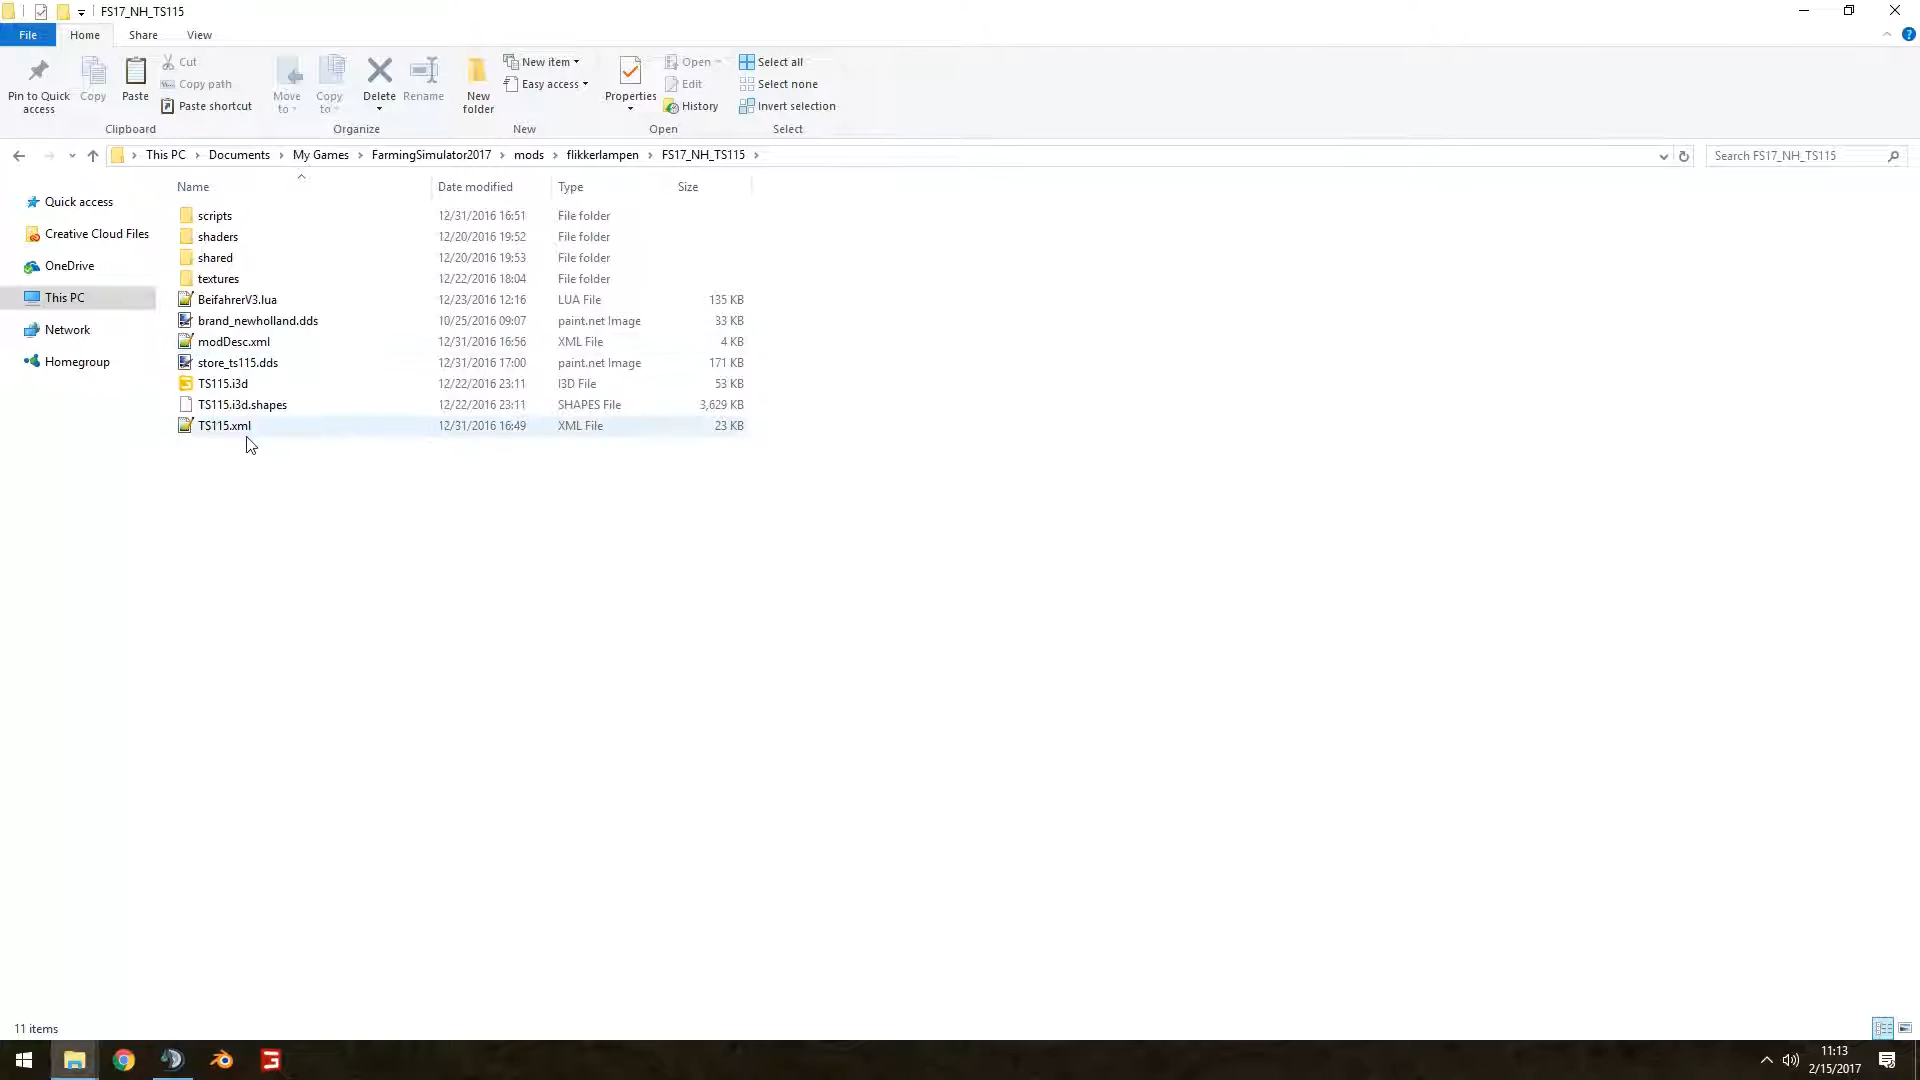 FS17_NH_TS115
File Home Share View
Pin to Quick access
Copy
Paste
Cut
Copy path
Paste shortcut
Clipboard
Move to
Copy to
Delete
Rename
Organize
New folder
New item
Easy access
New
Properties
Open
Edit
History
Open
Select all
Select none
Invert selection
Select
This PC Documents My Games FarmingSimulator2017 mods flikkerlampen FS17_NH_TS115
Search FS17_NH_TS115
Quick access
Creative Cloud Files
OneDrive
This PC
Network
Homegroup
Name Date modified Type Size
scripts 12/31/2016 16:51 File folder
shaders 12/20/2016 19:52 File folder
shared 12/20/2016 19:53 File folder
textures 12/22/2016 18:04 File folder
BeifahrerV3.lua 12/23/2016 12:16 LUA File 135 KB
brand_newholland.dds 10/25/2016 09:07 paint.net Image 33 KB
modDesc.xml 12/31/2016 16:56 XML File 4 KB
store_ts115.dds 12/31/2016 17:00 paint.net Image 171 KB
TS115.i3d 12/22/2016 23:11 I3D File 53 KB
TS115.i3d.shapes 12/22/2016 23:11 SHAPES File 3,629 KB
TS115.xml 12/31/2016 16:49 XML File 23 KB
11 items
11:13
2/15/2017